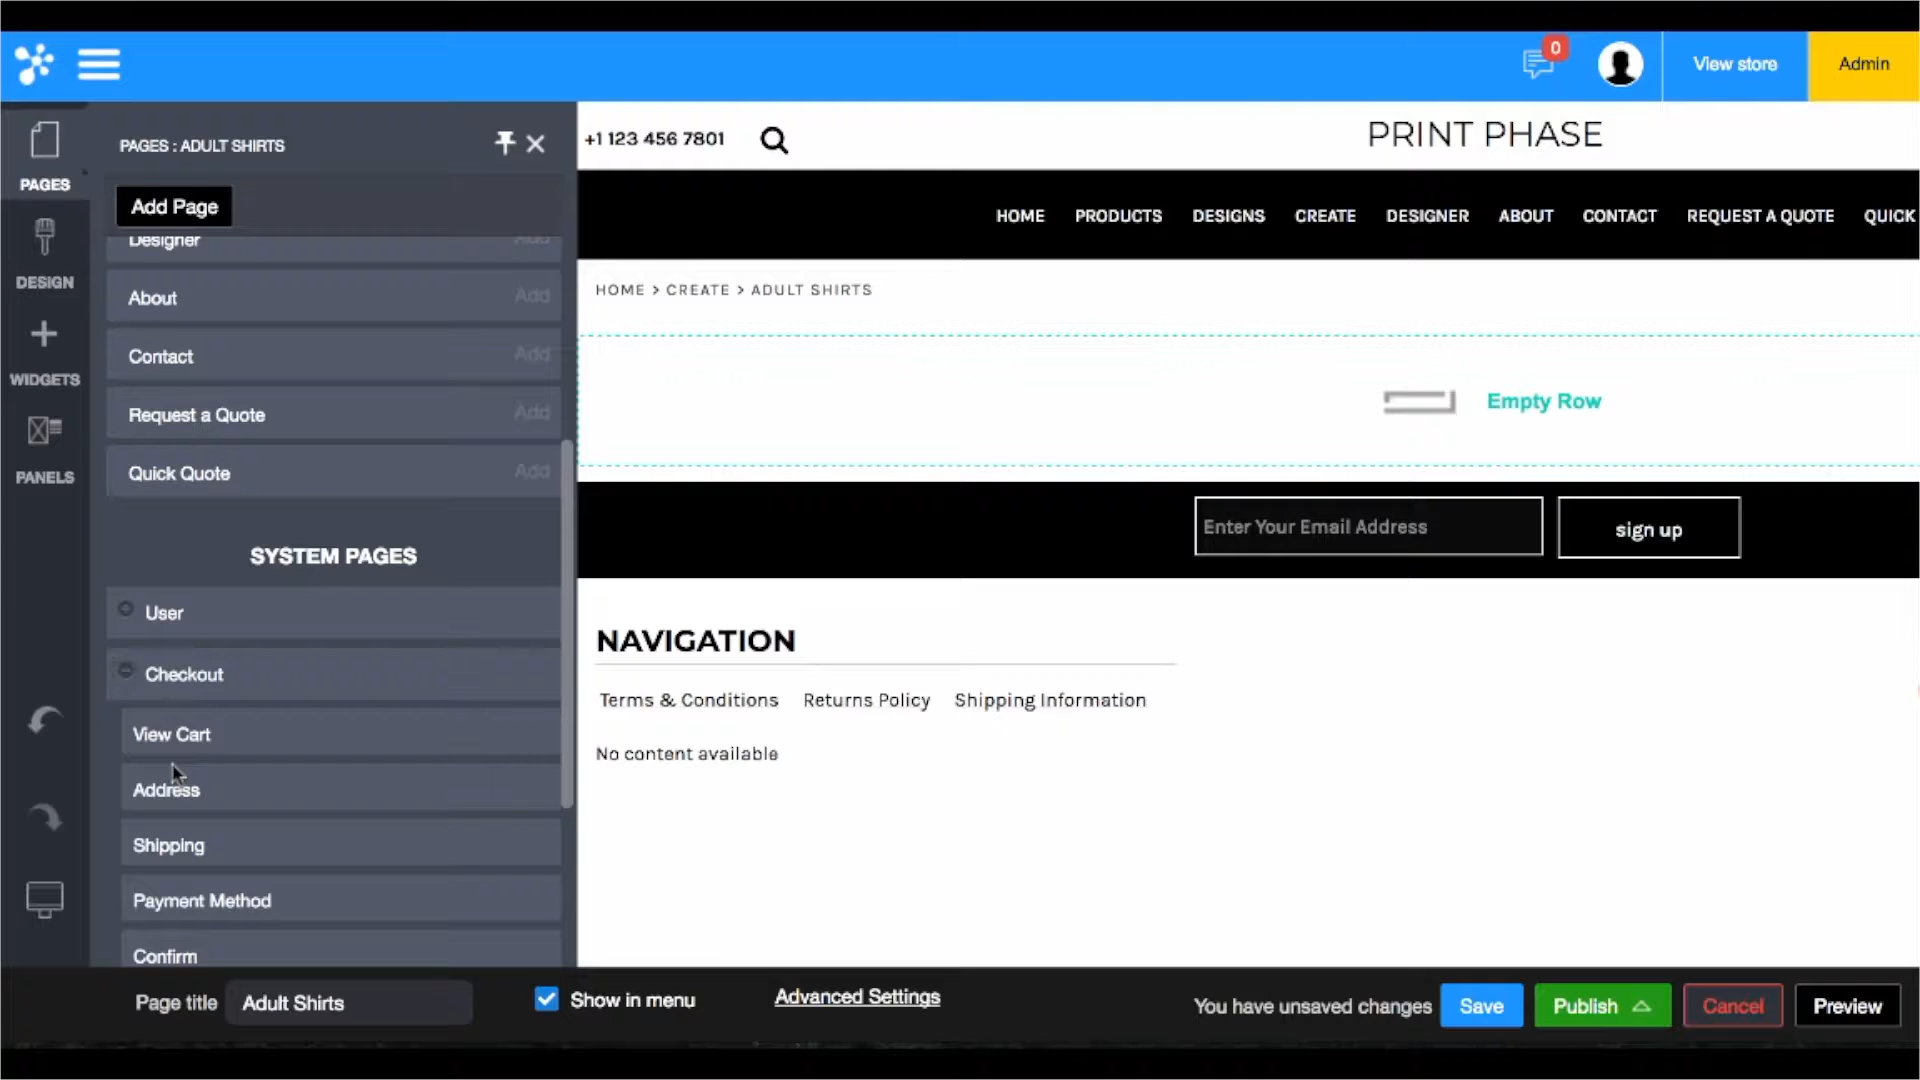 0
View store
Admin
PAGES : ADULT SHIRTS
+1 123 456 7801
PRINT PHASE
PAGES
Add Page
HOME PRODUCTS DESIGNS CREATE DESIGNER ABOUT CONTACT REQUEST A QUOTE QUICK
Designer Add
DESIGN
About Add
HOME > CREATE > ADULT SHIRTS
Contact Add
WIDGETS
Request a Quote Add
Empty Row
Quick Quote Add
PANELS
Enter Your Email Address
sign up
SYSTEM PAGES
User
NAVIGATION
Checkout
Terms & Conditions Returns Policy Shipping Information
View Cart
No content available
Address
Shipping
Payment Method
Confirm
Page title Adult Shirts
Show in menu
Advanced Settings
You have unsaved changes
Save
Publish
Cancel
Preview